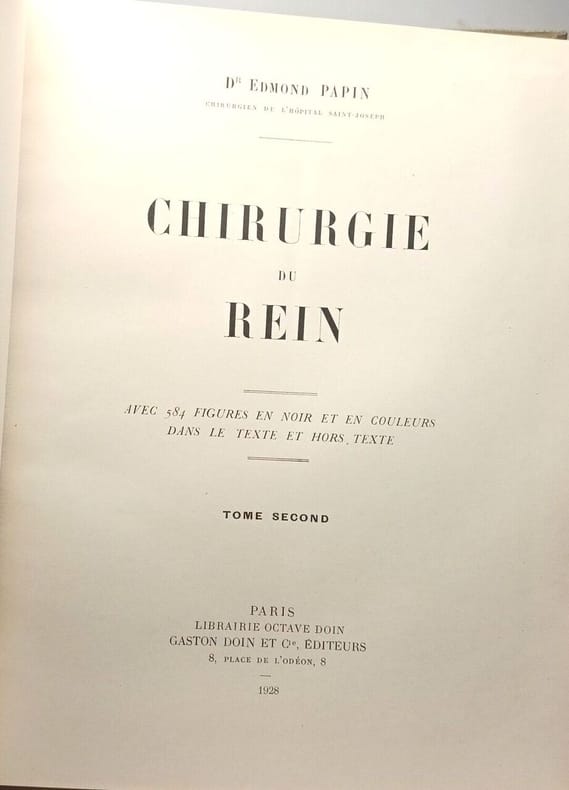 Dr EDMOND PAPIN
CHIRURGIEN DE L'HÔPITAL SAINT-JOSEPH
CHIRURGIE
DU
REIN
AVEC 584 FIGURES EN NOIR ET EN COULEURS
DANS LE TEXTE ET HORS TEXTE
TOME SECOND
PARIS
LIBRAIRIE OCTAVE DOIN
GASTON DOIN ET Cie, ÉDITEURS
8, PLACE DE L'ODÉON, 8
1928